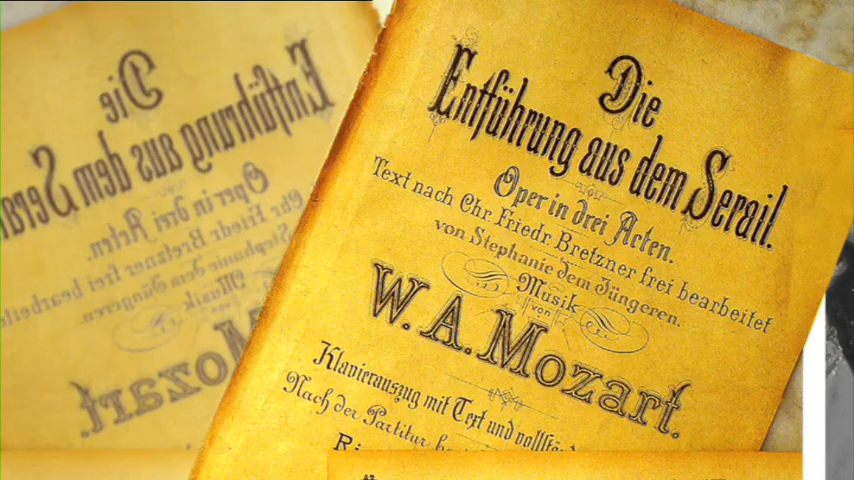 Die
Entführung aus dem Serail.
Oper in drei Acten.
Text nach Chr. Friedr. Bretzner frei bearbeitet
von Stephanie dem Jüngeren.
Musik
von
W. A. Mozart.
Klavierauszug mit Text und
Nach der Partitur